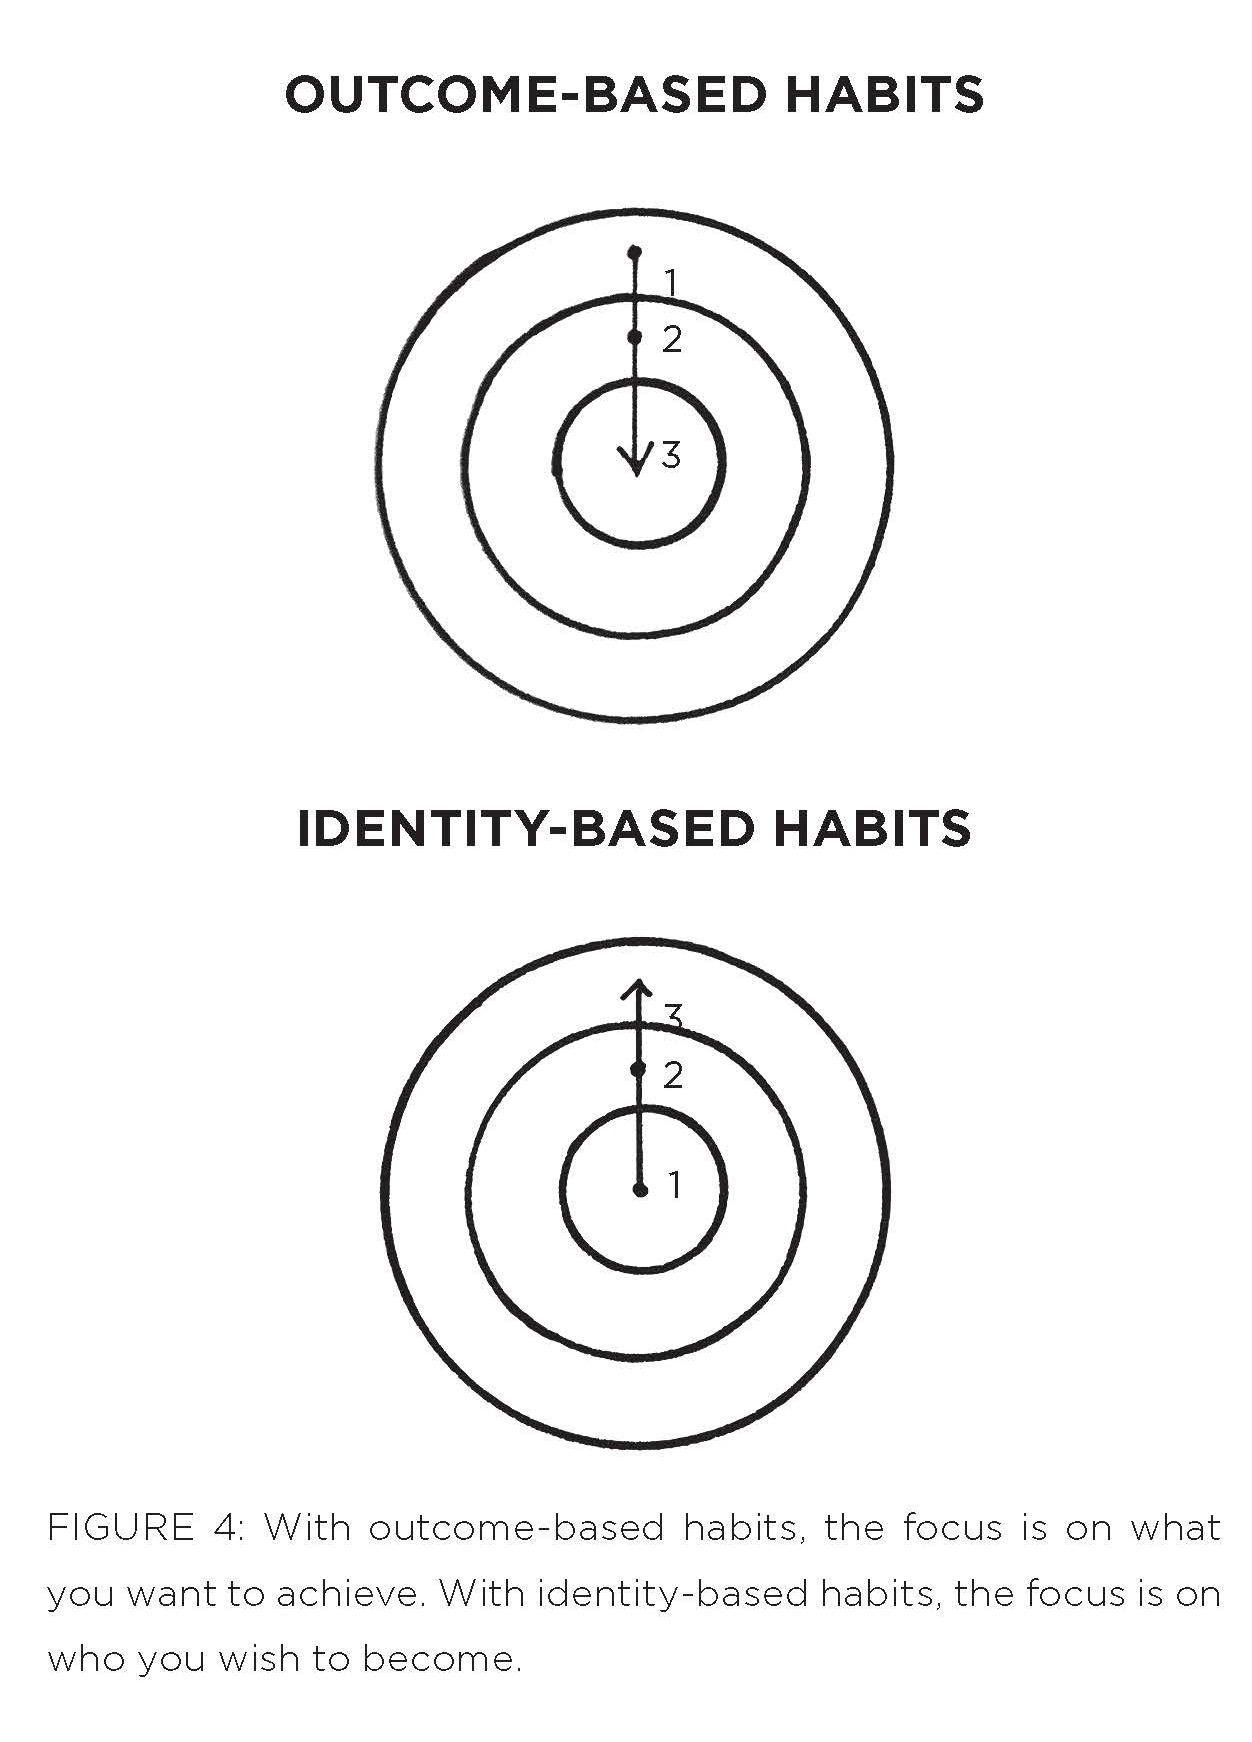 OUTCOME-BASED HABITS
1
2
3
IDENTITY-BASED HABITS
3
2
1
FIGURE 4: With outcome-based habits, the focus is on what
you want to achieve. With identity-based habits, the focus is on
who you wish to become.